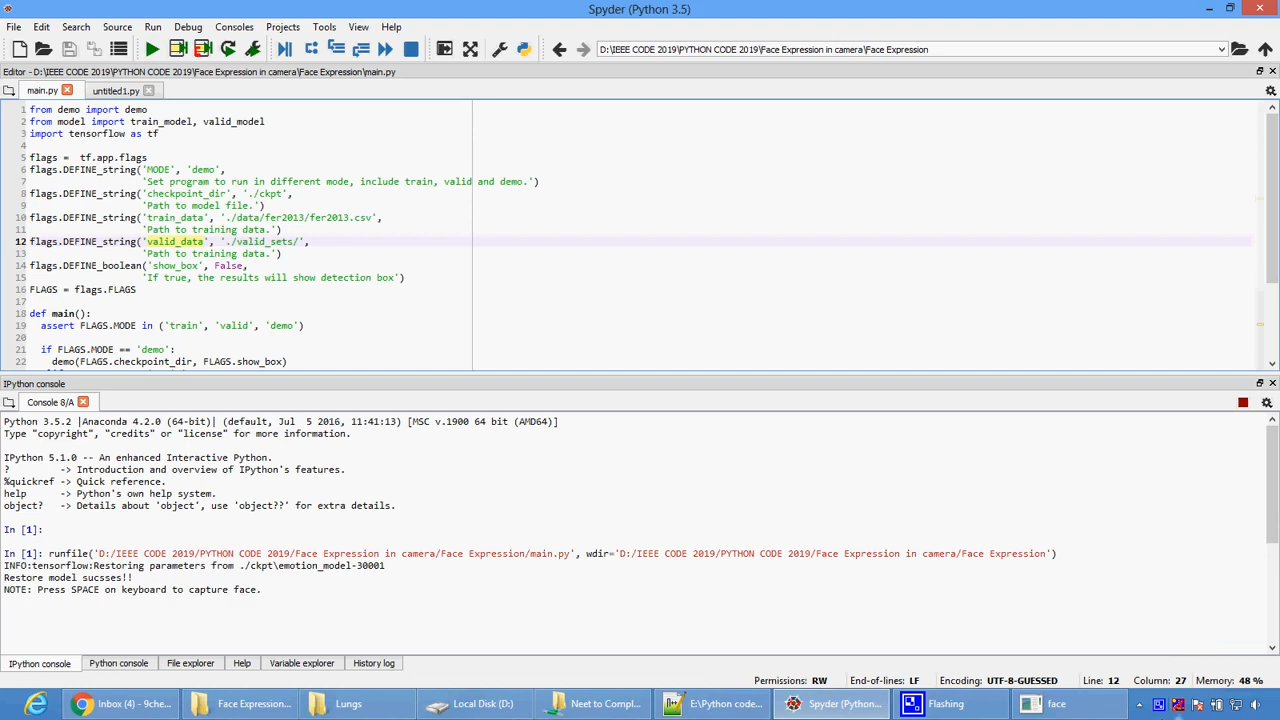 Spyder (Python 3.5)
File Edit Search Source Run Debug Consoles Projects Tools View Help
D:\IEEE CODE 2019\PYTHON CODE 2019\Face Expression in camera\Face Expression
Editor - D:\IEEE CODE 2019\PYTHON CODE 2019\Face Expression in camera\Face Expression\main.py
main.py untitled1.py
1 from demo import demo
2 from model import train_model, valid_model
3 import tensorflow as tf
4
5 flags =  tf.app.flags
6 flags.DEFINE_string('MODE', 'demo',
7 'Set program to run in different mode, include train, valid and demo.')
8 flags.DEFINE_string('checkpoint_dir', './ckpt',
9 'Path to model file.')
10 flags.DEFINE_string('train_data', './data/fer2013/fer2013.csv',
11 'Path to training data.')
12 flags.DEFINE_string('valid_data', './valid_sets/',
13 'Path to training data.')
14 flags.DEFINE_boolean('show_box', False,
15 'If true, the results will show detection box')
16 FLAGS = flags.FLAGS
17
18 def main():
19 assert FLAGS.MODE in ('train', 'valid', 'demo')
20
21 if FLAGS.MODE == 'demo':
22 demo(FLAGS.checkpoint_dir, FLAGS.show_box)
IPython console
Console 8/A
Python 3.5.2 |Anaconda 4.2.0 (64-bit)| (default, Jul  5 2016, 11:41:13) [MSC v.1900 64 bit (AMD64)]
Type "copyright", "credits" or "license" for more information.
IPython 5.1.0 -- An enhanced Interactive Python.
? -> Introduction and overview of IPython's features.
%quickref -> Quick reference.
help -> Python's own help system.
object? -> Details about 'object', use 'object??' for extra details.
In [1]:
In [1]: runfile('D:/IEEE CODE 2019/PYTHON CODE 2019/Face Expression in camera/Face Expression/main.py', wdir='D:/IEEE CODE 2019/PYTHON CODE 2019/Face Expression in camera/Face Expression')
INFO:tensorflow:Restoring parameters from ./ckpt\emotion_model-30001
Restore model sucsses!!
NOTE: Press SPACE on keyboard to capture face.
IPython console Python console File explorer Help Variable explorer History log
Permissions: RW End-of-lines: LF Encoding: UTF-8-GUESSED Line: 12 Column: 27 Memory: 48 %
Inbox (4) - 9che... Face Expression... Lungs Local Disk (D:) Neet to Compl... E:\Python code... Spyder (Python... Flashing face